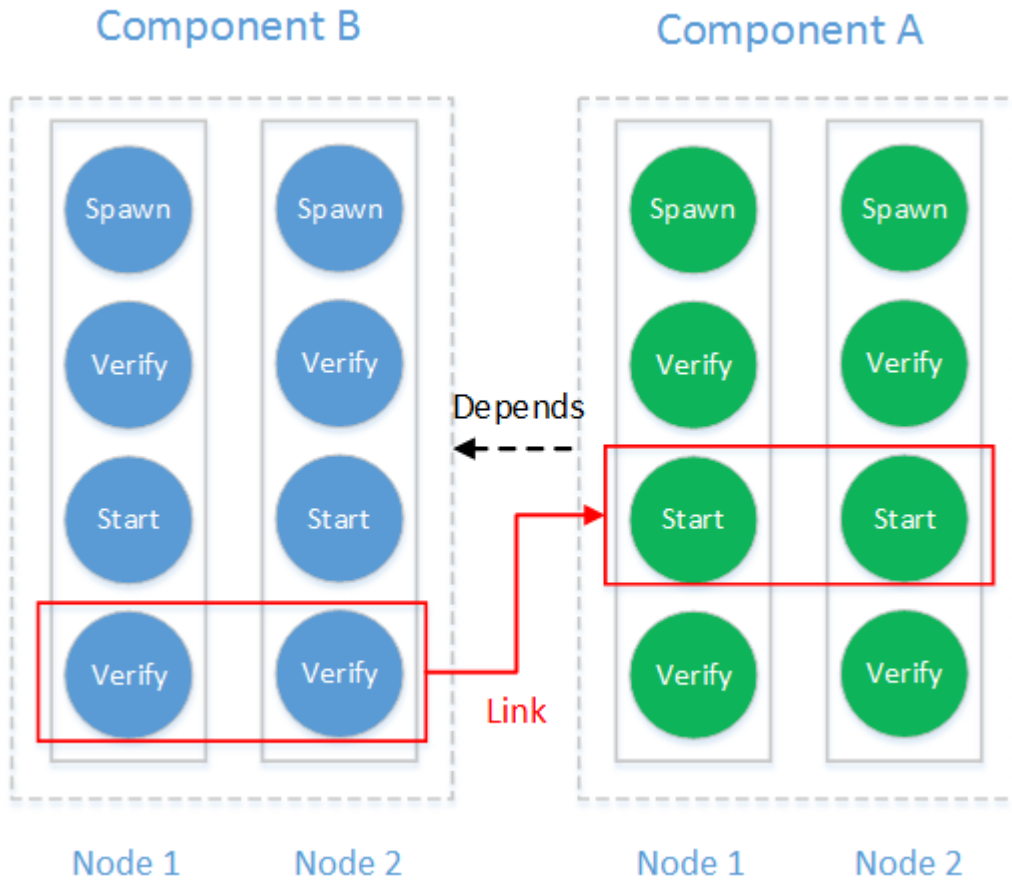 Component B
Component A
Spawn
Spawn
Spawn
Spawn
Verify
Verify
Verify
Verify
Depends
Start
Start
Start
Start
Verify
Verify
Verify
Verify
Link
Node 1
Node 2
Node 1
Node 2